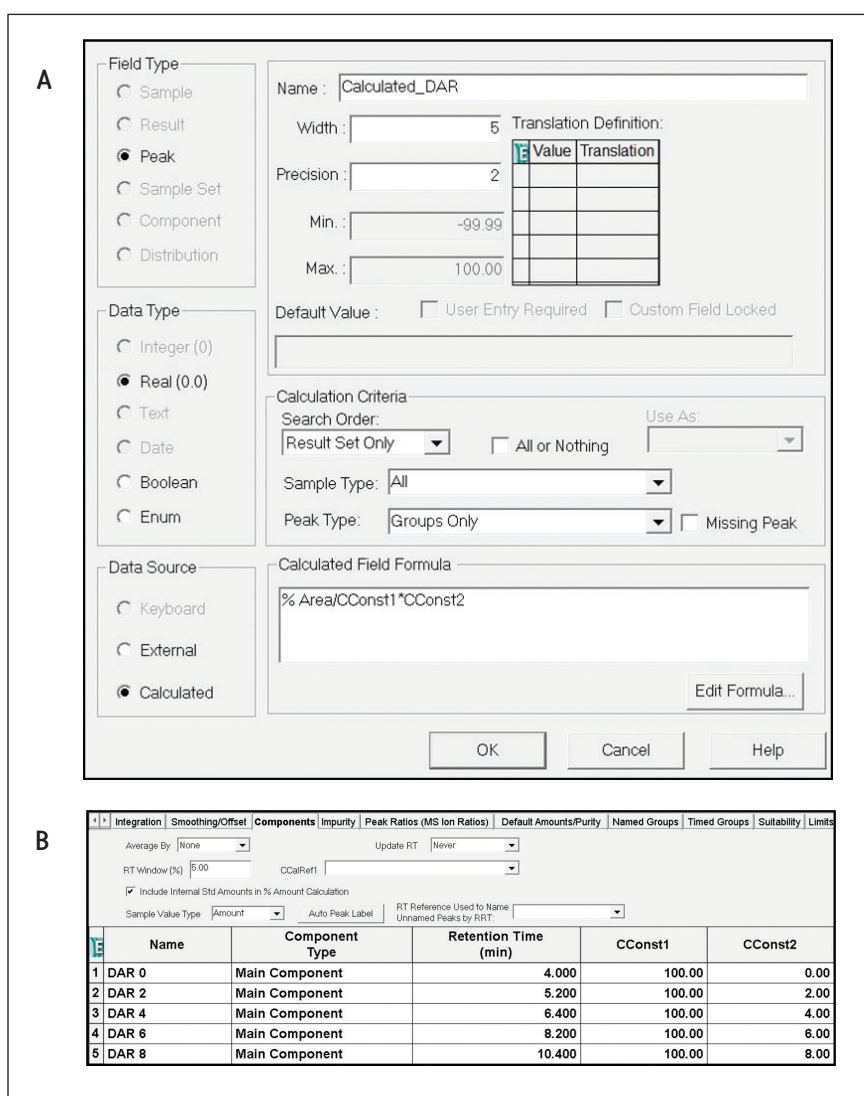 A
Field Type
Sample
Result
Peak
Sample Set
Component
Distribution
Name : Calculated_DAR
Width : 5
Precision : 2
Min. : -99.99
Max. : 100.00
Translation Definition:
Value Translation
Default Value : User Entry Required Custom Field Locked
Data Type
Integer (0)
Real (0.0)
Text
Date
Boolean
Enum
Calculation Criteria
Search Order: Use As:
Result Set Only All or Nothing
Sample Type: All
Peak Type: Groups Only Missing Peak
Data Source
Keyboard
External
Calculated
Calculated Field Formula
% Area/CConst1*CConst2
Edit Formula...
OK Cancel Help
B
Integration Smoothing/Offset Components Impurity Peak Ratios (MS Ion Ratios) Default Amounts/Purity Named Groups Timed Groups Suitability Limits
Average By None Update RT Never
RT Window (%) 5.00 CCalRef1
Include Internal Std Amounts in % Amount Calculation
Sample Value Type Amount Auto Peak Label RT Reference Used to Name
Unnamed Peaks by RRT:
Name Component Type Retention Time (min) CConst1 CConst2
1 DAR 0 Main Component 4.000 100.00 0.00
2 DAR 2 Main Component 5.200 100.00 2.00
3 DAR 4 Main Component 6.400 100.00 4.00
4 DAR 6 Main Component 8.200 100.00 6.00
5 DAR 8 Main Component 10.400 100.00 8.00